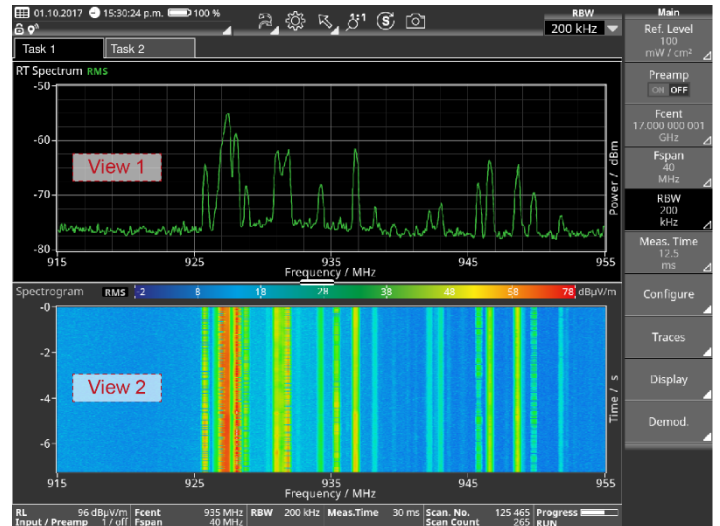 01.10.2017 15:30:24 p.m. 100 %
RBW
200 kHz
Main
Ref. Level
100
mW / cm²
Preamp
ON OFF
Fcent
17.000 000 001
GHz
Fspan
40
MHz
RBW
200
kHz
Meas. Time
12.5
ms
Configure
Traces
Display
Demod.
Task 1 Task 2
RT Spectrum RMS
-50
-60
-70
-80
View 1
Power / dBm
915 925 935 945 955
Frequency / MHz
Spectrogram RMS -2 8 18 28 38 48 58 78 dBµV/m
-0
-2
-4
-6
View 2
Time / s
915 925 935 945 955
Frequency / MHz
RL 96 dBµV/m Fcent 935 MHz RBW 200 kHz Meas.Time 30 ms Scan. No. 125 465 Progress
Input / Preamp 1 / off Fspan 40 MHz Scan Count 265 RUN